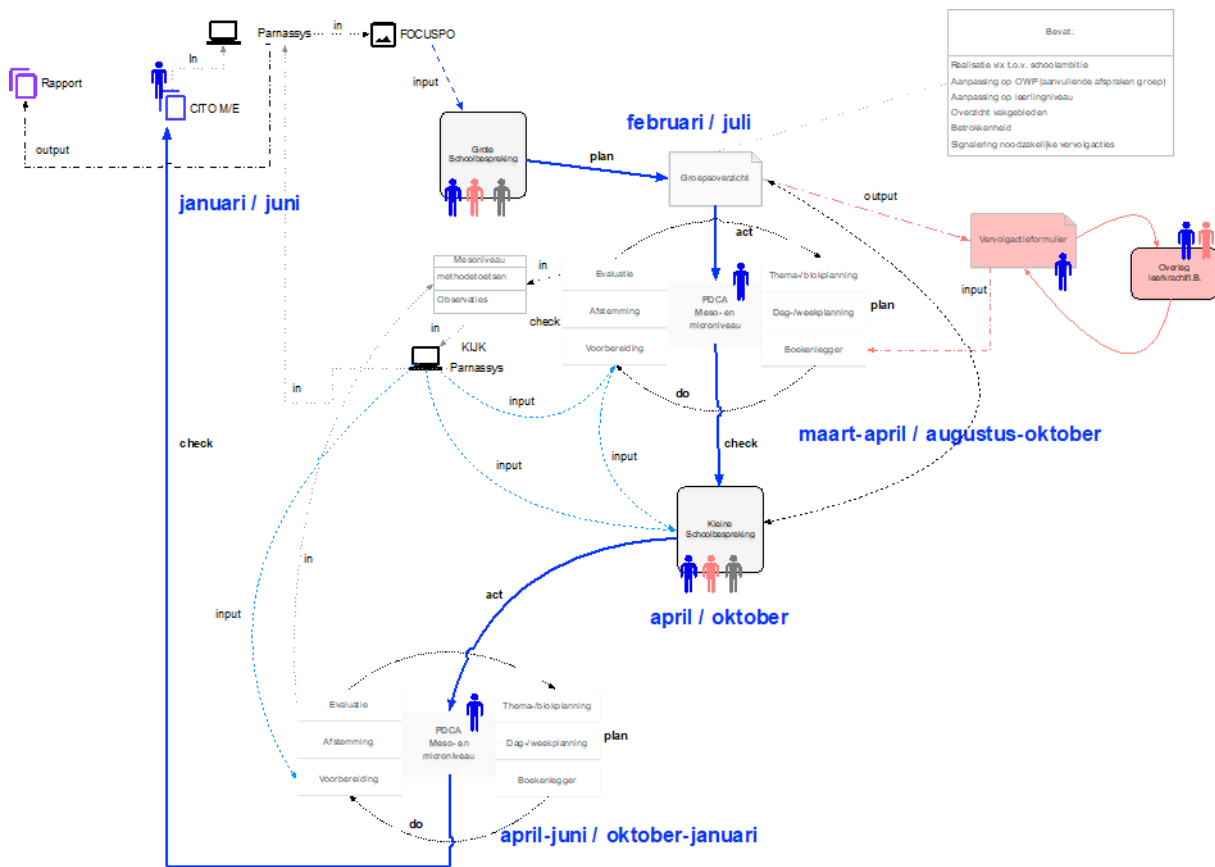 in
Parnassys
in
FOCUSPO
In
Rapport
CITO M/E
input
output
januari / juni
Bevat:
Realisatie vix t.o.v. schoolambitie
Aanpassing op OWP (aanvullende afspraken groep)
Aanpassing op leerlingniveau
Overzicht vakgebieden
Betrokkenheid
Signalering noodzakelijke vervolgacties
februari / juli
Grote
Schoolbespreking
plan
Groepsoverzicht
output
Vervolgactieformulier
Overleg
leerkracht/I.B.
input
act
Mesoniveau
methodetoetsen
Observaties
in
in
check
Evaluatie
Afstemming
Voorbereiding
PDCA
Meso- en
microniveau
Thema-/blokplanning
Dag-/weekplanning
Boekenlegger
plan
do
KIJK
Parnassys
in
input
input
input
check
maart-april / augustus-oktober
check
Kleine
Schoolbespreking
in
act
april / oktober
input
Evaluatie
Afstemming
Voorbereiding
PDCA
Meso- en
microniveau
Thema-/blokplanning
Dag-/weekplanning
Boekenlegger
plan
do
april-juni / oktober-januari